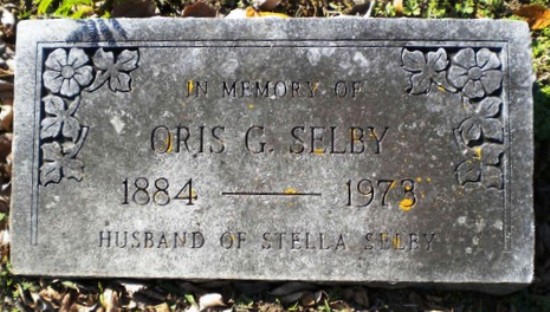 IN MEMORY OF
ORIS G. SELBY
1884 — 1973
HUSBAND OF STELLA SELBY